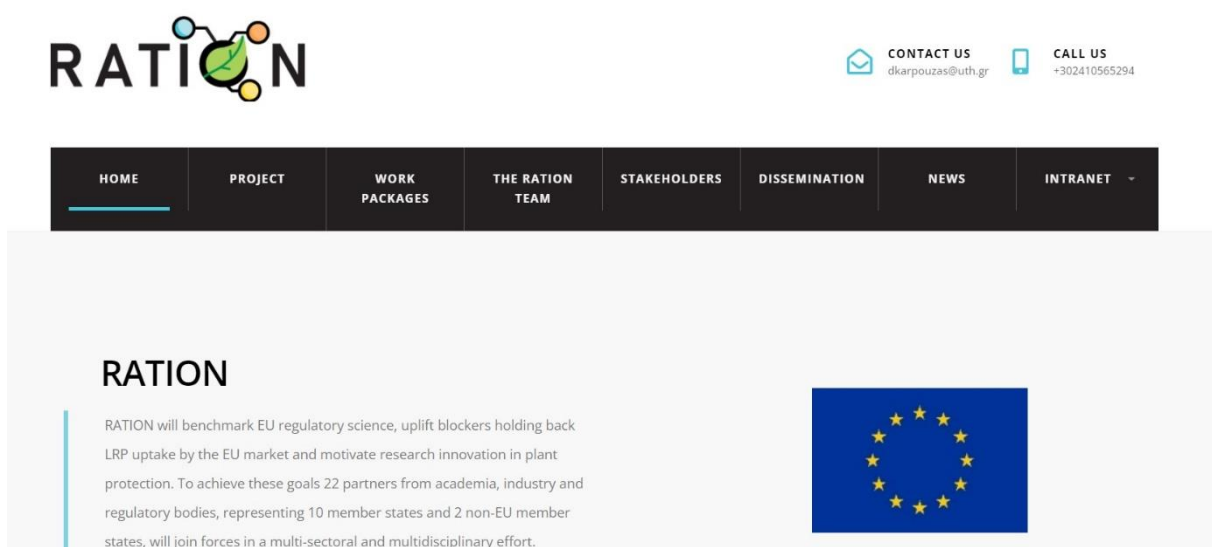 RATION
CONTACT US
dkarpouzas@uth.gr
CALL US
+302410565294
HOME
PROJECT
WORK
PACKAGES
THE RATION
TEAM
STAKEHOLDERS
DISSEMINATION
NEWS
INTRANET
RATION
RATION will benchmark EU regulatory science, uplift blockers holding back
LRP uptake by the EU market and motivate research innovation in plant
protection. To achieve these goals 22 partners from academia, industry and
regulatory bodies, representing 10 member states and 2 non-EU member
states, will join forces in a multi-sectoral and multidisciplinary effort.